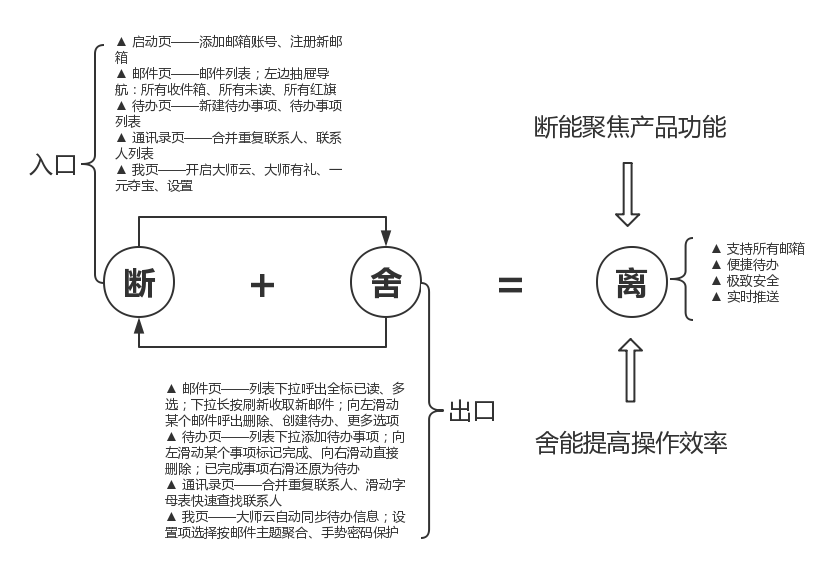 ▲ 启动页——添加邮箱账号、注册新邮
箱
▲ 邮件页——邮件列表；左边抽屉导
航：所有收件箱、所有未读、所有红旗
▲ 待办页——新建待办事项、待办事项
列表
▲ 通讯录页——合并重复联系人、联系
人列表
▲ 我页——开启大师云、大师有礼、一
元夺宝、设置
入口
断能聚焦产品功能
断
+
舍
=
离
▲ 支持所有邮箱
▲ 便捷待办
▲ 极致安全
▲ 实时推送
▲ 邮件页——列表下拉呼出全标已读、多
选；下拉长按刷新收取新邮件；向左滑动
某个邮件呼出删除、创建待办、更多选项
▲ 待办页——列表下拉添加待办事项；向
左滑动某个事项标记完成、向右滑动直接
删除；已完成事项右滑还原为待办
▲ 通讯录页——合并重复联系人、滑动字
母表快速查找联系人
▲ 我页——大师云自动同步待办信息；设
置项选择按邮件主题聚合、手势密码保护
出口
舍能提高操作效率